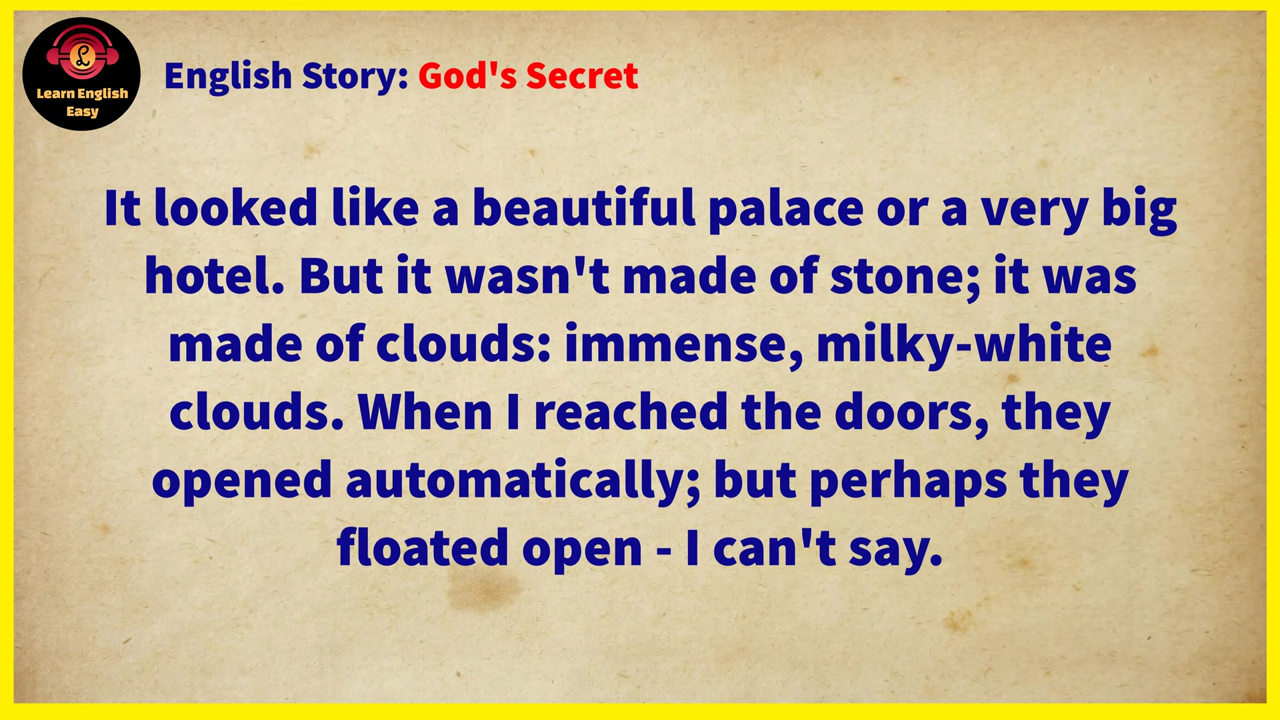 Learn English
Easy
English Story: God's Secret
It looked like a beautiful palace or a very big
hotel. But it wasn't made of stone; it was
made of clouds: immense, milky-white
clouds. When I reached the doors, they
opened automatically; but perhaps they
floated open - I can't say.